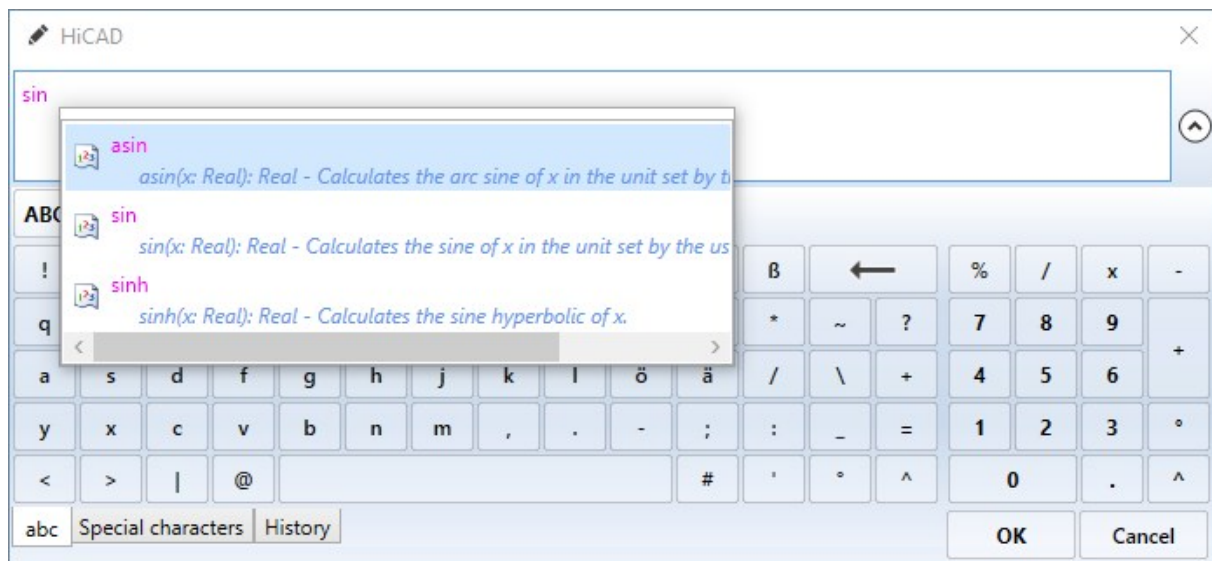 HiCAD
sin
asin
asin(x: Real): Real - Calculates the arc sine of x in the unit set by
sin
sin(x: Real): Real - Calculates the sine of x in the unit set by the
sinh
sinh(x: Real): Real - Calculates the sine hyperbolic of x.
! ß % / x -
q * ~ ? 7 8 9 +
a s d f g h j k l ö ä / \ + 4 5 6
y x c v b n m , . - ; : _ = 1 2 3 °
< > | @ # ' ° ^ 0 . ^
abc Special characters History OK Cancel